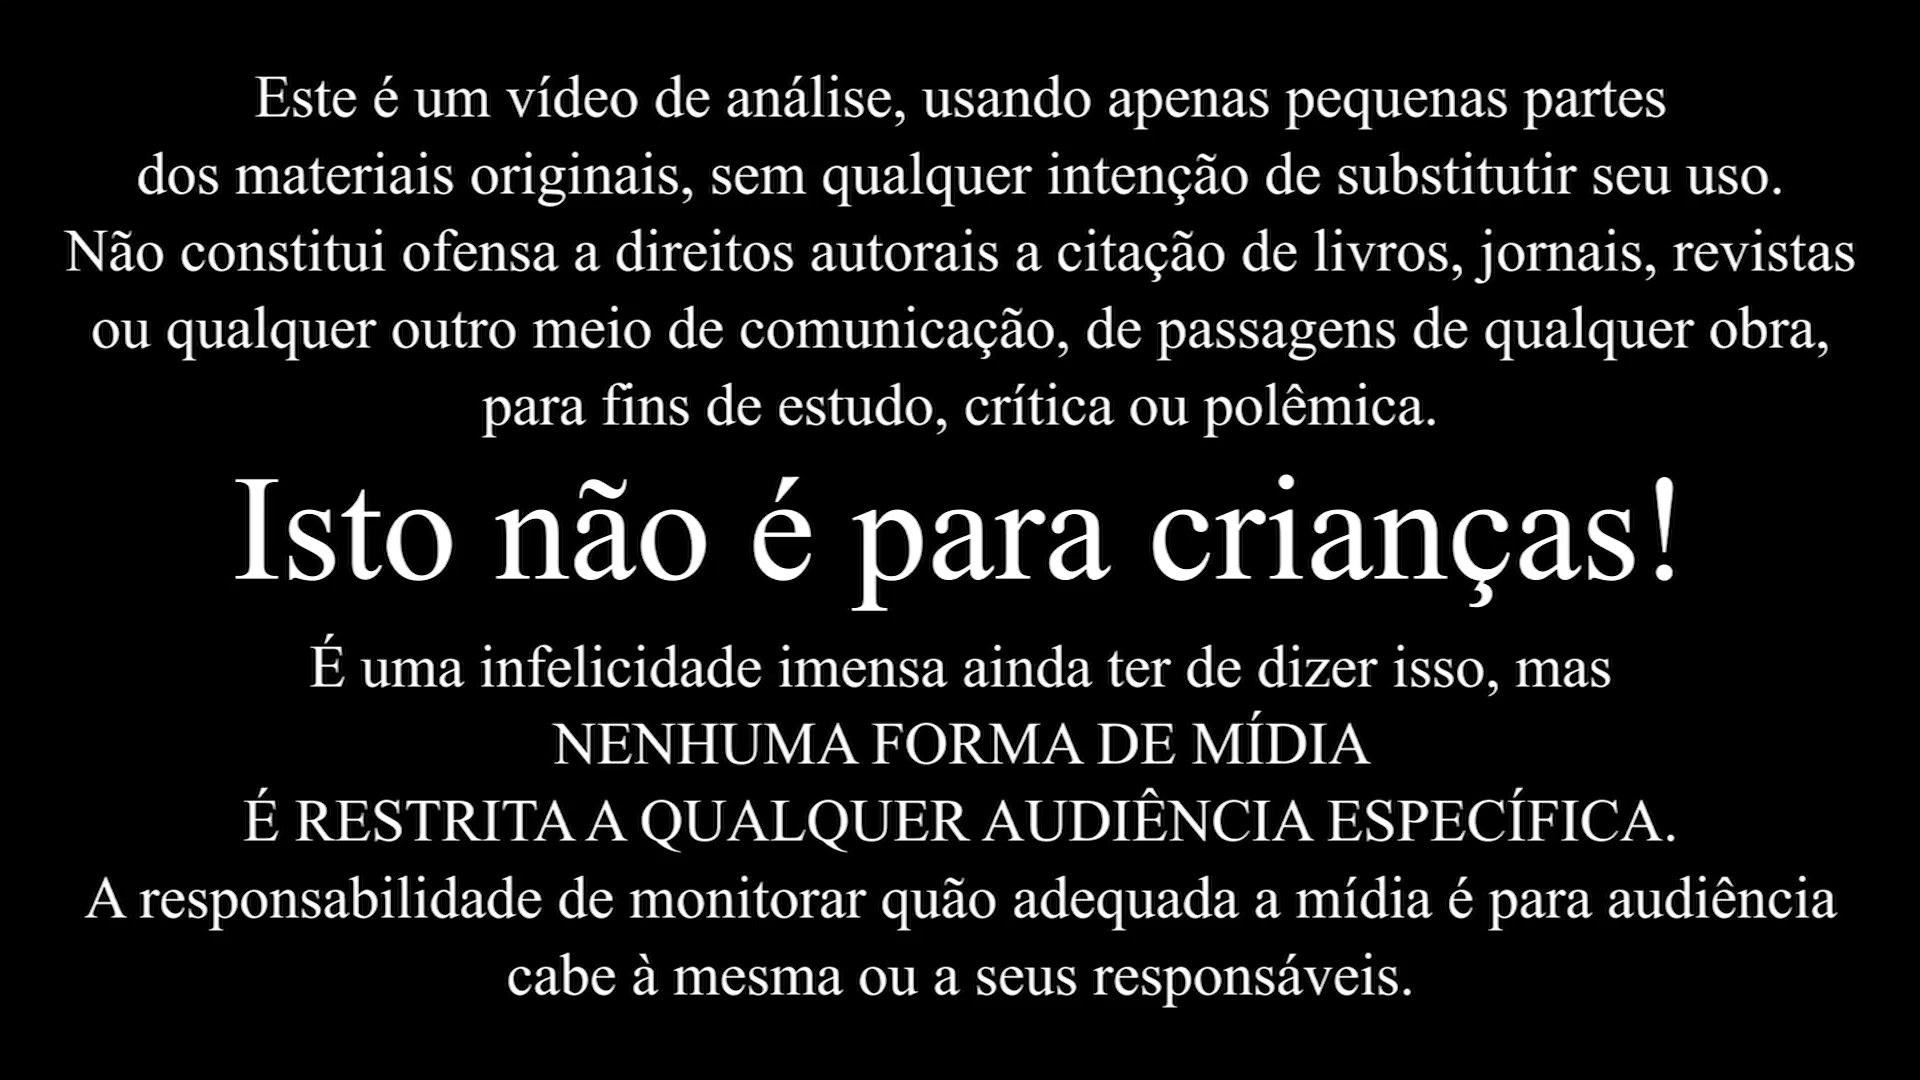 Este é um vídeo de análise, usando apenas pequenas partes
dos materiais originais, sem qualquer intenção de substitutir seu uso.
Não constitui ofensa a direitos autorais a citação de livros, jornais, revistas
ou qualquer outro meio de comunicação, de passagens de qualquer obra,
para fins de estudo, crítica ou polêmica.
Isto não é para crianças!
É uma infelicidade imensa ainda ter de dizer isso, mas
NENHUMA FORMA DE MÍDIA
É RESTRITA A QUALQUER AUDIÊNCIA ESPECÍFICA.
A responsabilidade de monitorar quão adequada a mídia é para audiência
cabe à mesma ou a seus responsáveis.